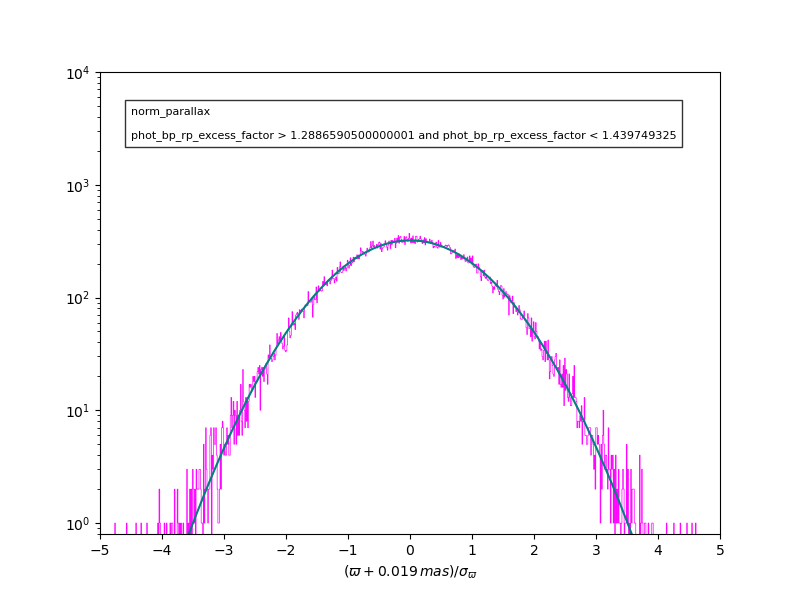 10⁴
norm_parallax
phot_bp_rp_excess_factor > 1.2886590500000001 and phot_bp_rp_excess_factor < 1.439749325
10³
10²
10¹
10⁰
−5 −4 −3 −2 −1 0 1 2 3 4 5
(ϖ + 0.019 mas)/σ_ϖ